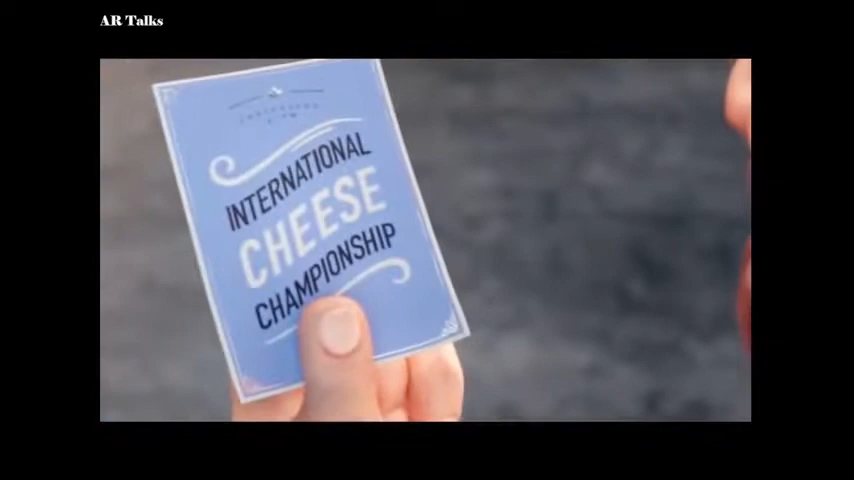 AR Talks
INTERNATIONAL
CHEESE
CHAMPIONSHIP